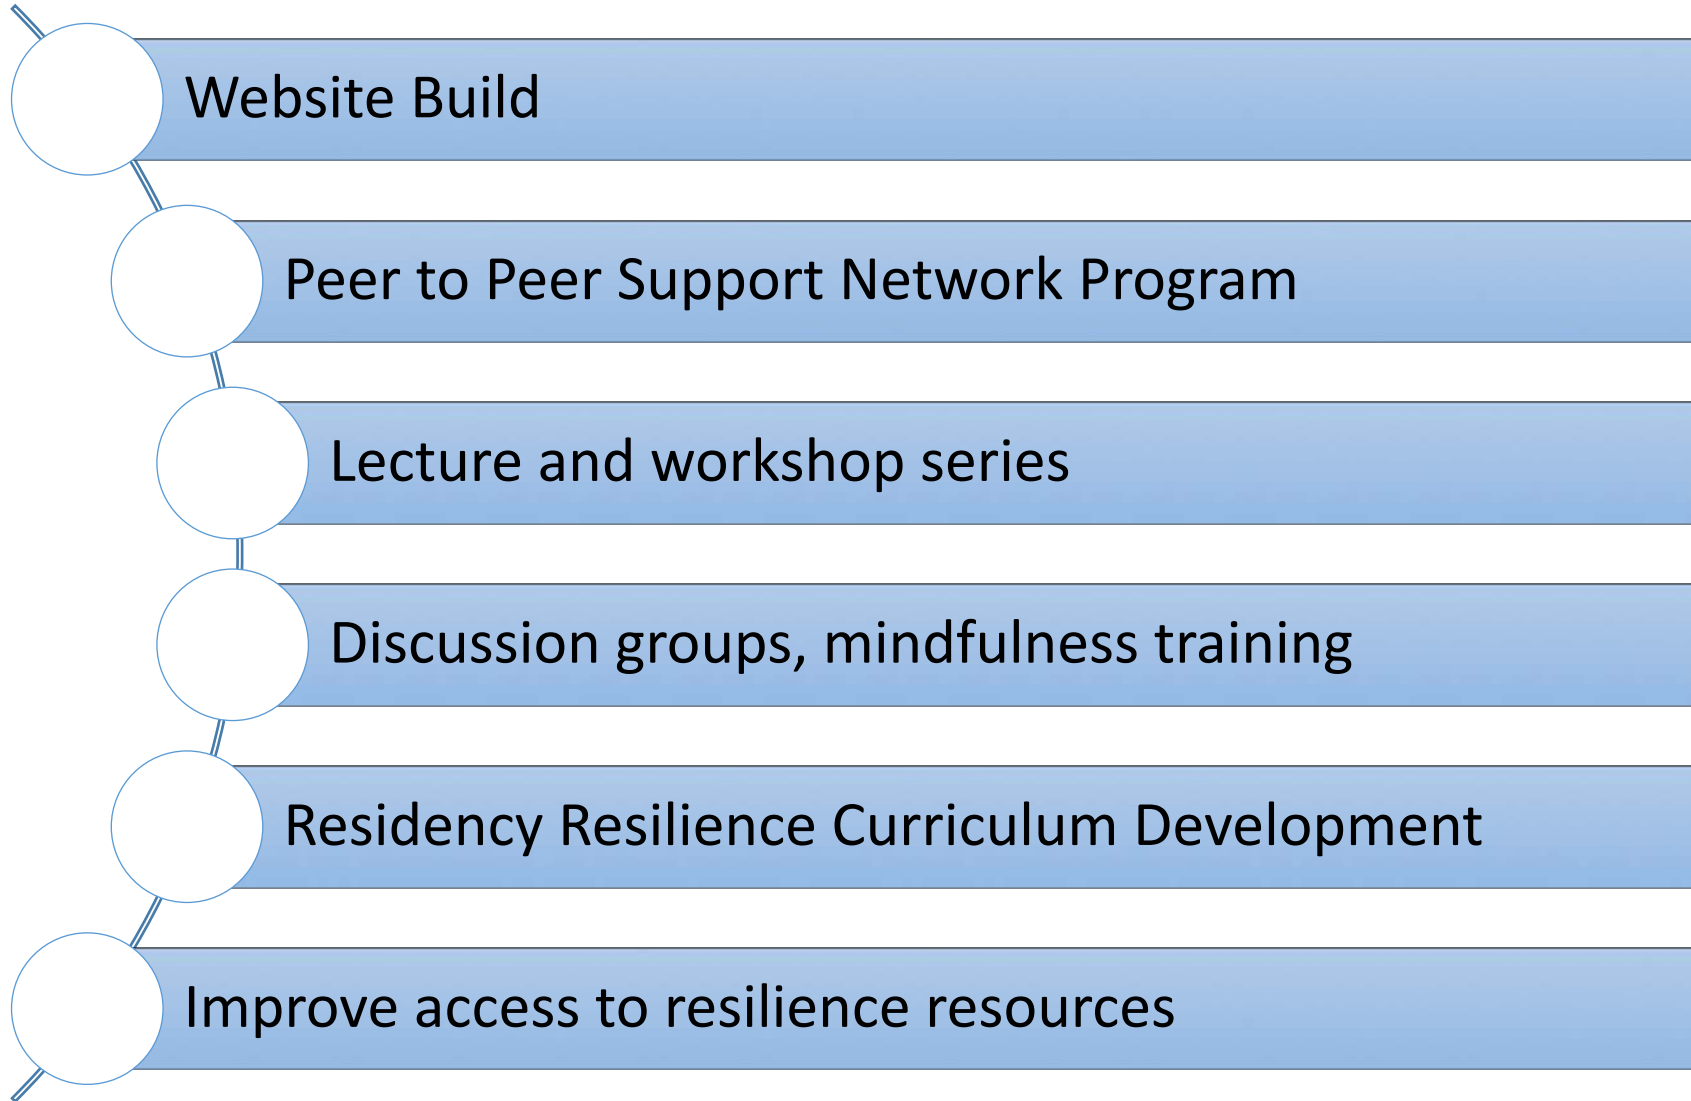 Website Build
Peer to Peer Support Network Program
Lecture and workshop series
Discussion groups, mindfulness training
Residency Resilience Curriculum Development
Improve access to resilience resources